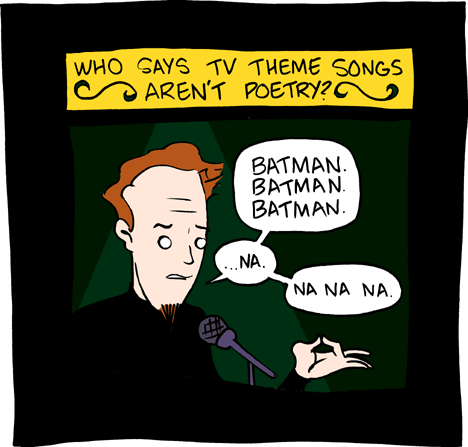 WHO SAYS TV THEME SONGS
AREN'T POETRY?
BATMAN.
BATMAN.
BATMAN.
...NA.
NA NA NA.